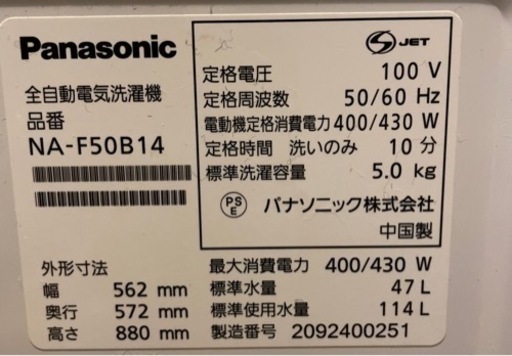 Panasonic
全自動電気洗濯機
品番
NA-F50B14
S JET
定格電圧 100 V
定格周波数 50/60 Hz
電動機定格消費電力 400/430 W
定格時間 洗いのみ 10 分
標準洗濯容量 5.0 kg
PS E パナソニック株式会社
中国製
外形寸法
幅 562 mm
奥行 572 mm
高さ 880 mm
最大消費電力 400/430 W
標準水量 47 L
標準使用水量 114 L
製造番号 2092400251